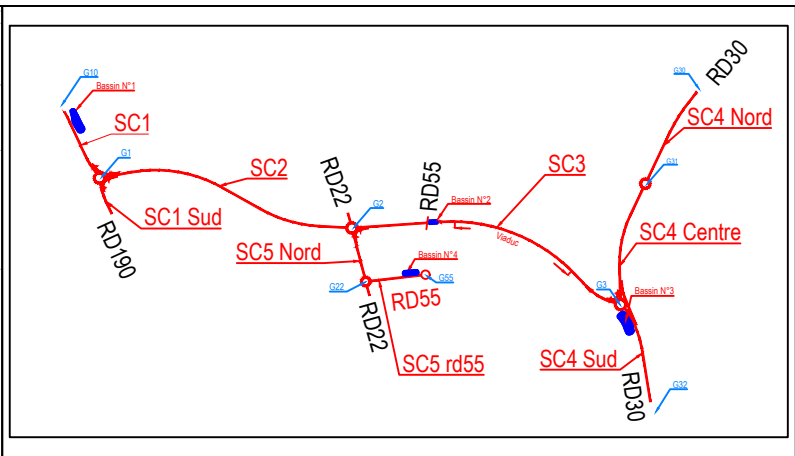 G10
Bassin N°1
SC1
G1
SC1 Sud
RD190
SC2
RD22
G2
RD55
Bassin N°2
SC3
Viaduc
SC5 Nord
Bassin N°4
G22
G55
RD55
RD22
SC5 rd55
G30
RD30
SC4 Nord
G31
SC4 Centre
G3
Bassin N°3
SC4 Sud
RD30
G32